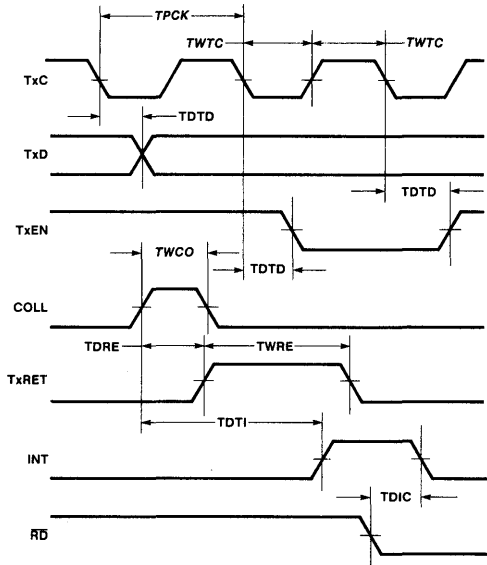 TPCK
TWTC
TWTC
TxC
TDTD
TxD
TDTD
TxEN
TWCO
TDTD
COLL
TDRE
TWRE
TxRET
TDTI
INT
TDIC
RD